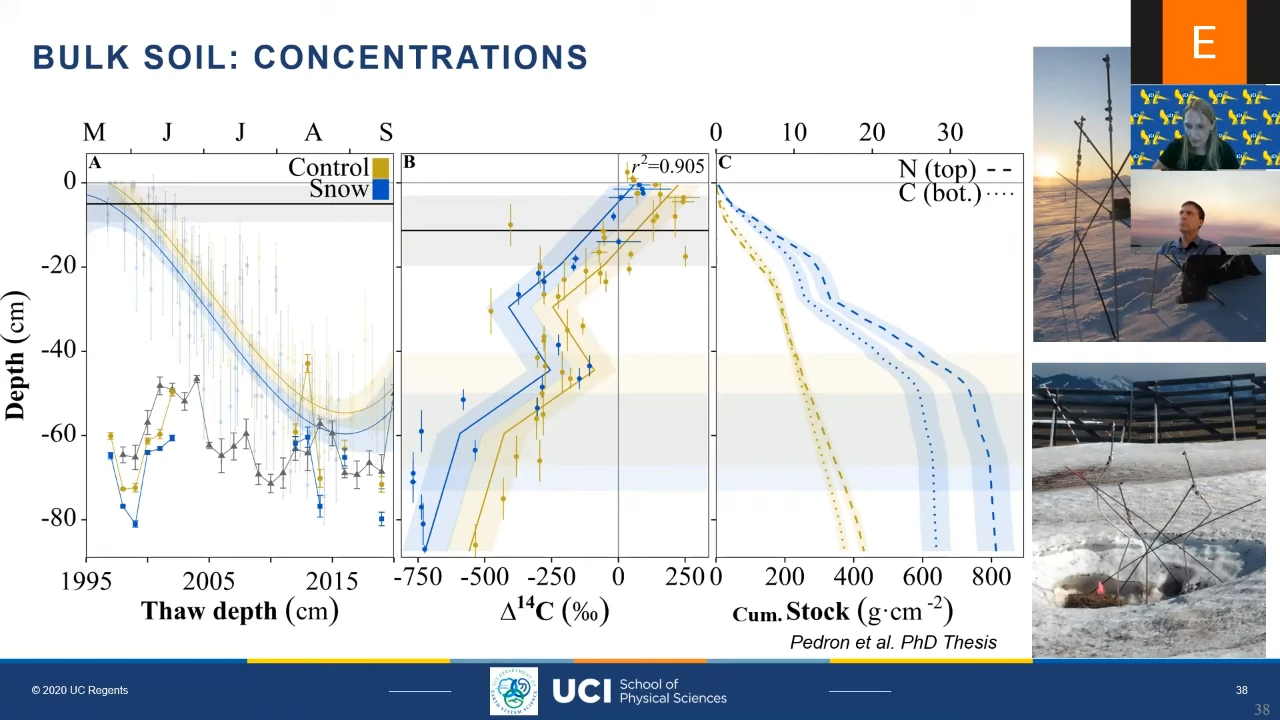 BULK SOIL: CONCENTRATIONS
E
M J J A S
0 10 20 30
A
Control
Snow
B
r²=0.905
C
N (top)
C (bot.)
0
-20
-40
-60
-80
Depth (cm)
1995 2005 2015
-750 -500 -250 0 250
0 200 400 600 800
Thaw depth (cm)
Δ¹⁴C (‰)
Cum. Stock (g·cm⁻²)
Pedron et al. PhD Thesis
© 2020 UC Regents
UCI School of
Physical Sciences
38
38